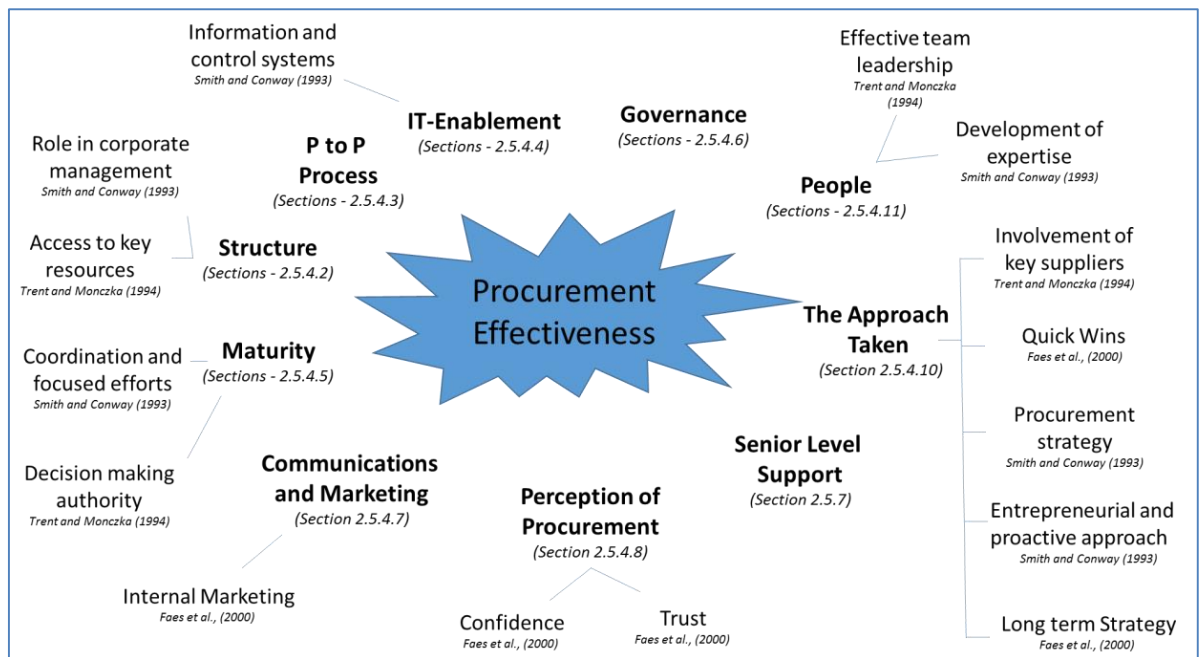 Information and
control systems
Smith and Conway (1993)
IT-Enablement
(Sections - 2.5.4.4)
Governance
(Sections - 2.5.4.6)
Effective team
leadership
Trent and Monczka
(1994)
Development of
expertise
Smith and Conway (1993)
People
(Sections - 2.5.4.11)
Role in corporate
management
Smith and Conway (1993)
P to P
Process
(Sections - 2.5.4.3)
Access to key
resources
Trent and Monczka (1994)
Structure
(Sections - 2.5.4.2)
Procurement
Effectiveness
The Approach
Taken
(Section 2.5.4.10)
Involvement of
key suppliers
Trent and Monczka (1994)
Quick Wins
Faes et al., (2000)
Procurement
strategy
Smith and Conway (1993)
Entrepreneurial and
proactive approach
Smith and Conway (1993)
Long term Strategy
Faes et al., (2000)
Coordination and
focused efforts
Smith and Conway (1993)
Maturity
(Sections - 2.5.4.5)
Decision making
authority
Trent and Monczka (1994)
Communications
and Marketing
(Section 2.5.4.7)
Internal Marketing
Faes et al., (2000)
Perception of
Procurement
(Section 2.5.4.8)
Confidence
Faes et al., (2000)
Trust
Faes et al., (2000)
Senior Level
Support
(Section 2.5.7)